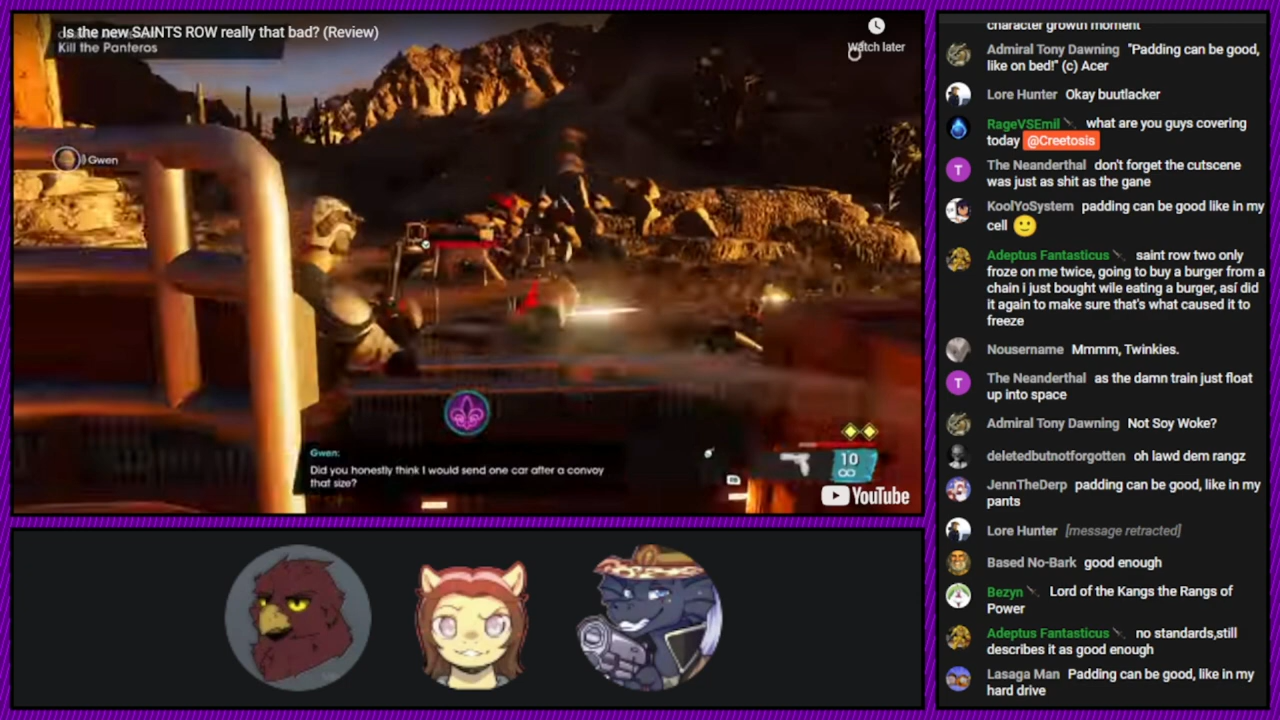 Is the new SAINTS ROW really that bad? (Review)
Kill the Panteros
Watch later
Gwen
Gwen:
Did you honestly think I would send one car after a convoy
that size?
10
∞
YouTube
character growth moment
Admiral Tony Dawning "Padding can be good,
like on bed!" (c) Acer
Lore Hunter Okay buutlacker
RageVSEmil what are you guys covering
today @Creetosis
T
The Neanderthal don't forget the cutscene
was just as shit as the gane
KoolYoSystem padding can be good like in my
cell 🙂
Adeptus Fantasticus saint row two only
froze on me twice, going to buy a burger from a
chain i just bought wile eating a burger, así did
it again to make sure that's what caused it to
freeze
Nousername Mmmm, Twinkies.
T
The Neanderthal as the damn train just float
up into space
Admiral Tony Dawning Not Soy Woke?
deletedbutnotforgotten oh lawd dem rangz
JennTheDerp padding can be good, like in my
pants
Lore Hunter [message retracted]
Based No-Bark good enough
Bezyn Lord of the Kangs the Rangs of
Power
Adeptus Fantasticus no standards,still
describes it as good enough
Lasaga Man Padding can be good, like in my
hard drive